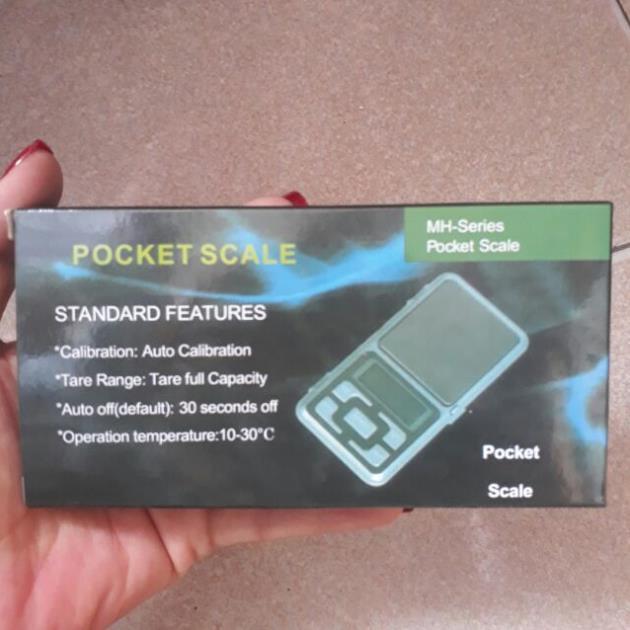 MH-Series
Pocket Scale
POCKET SCALE
STANDARD FEATURES
*Calibration: Auto Calibration
*Tare Range: Tare full Capacity
*Auto off(default): 30 seconds off
*Operation temperature:10-30°C
Pocket
Scale